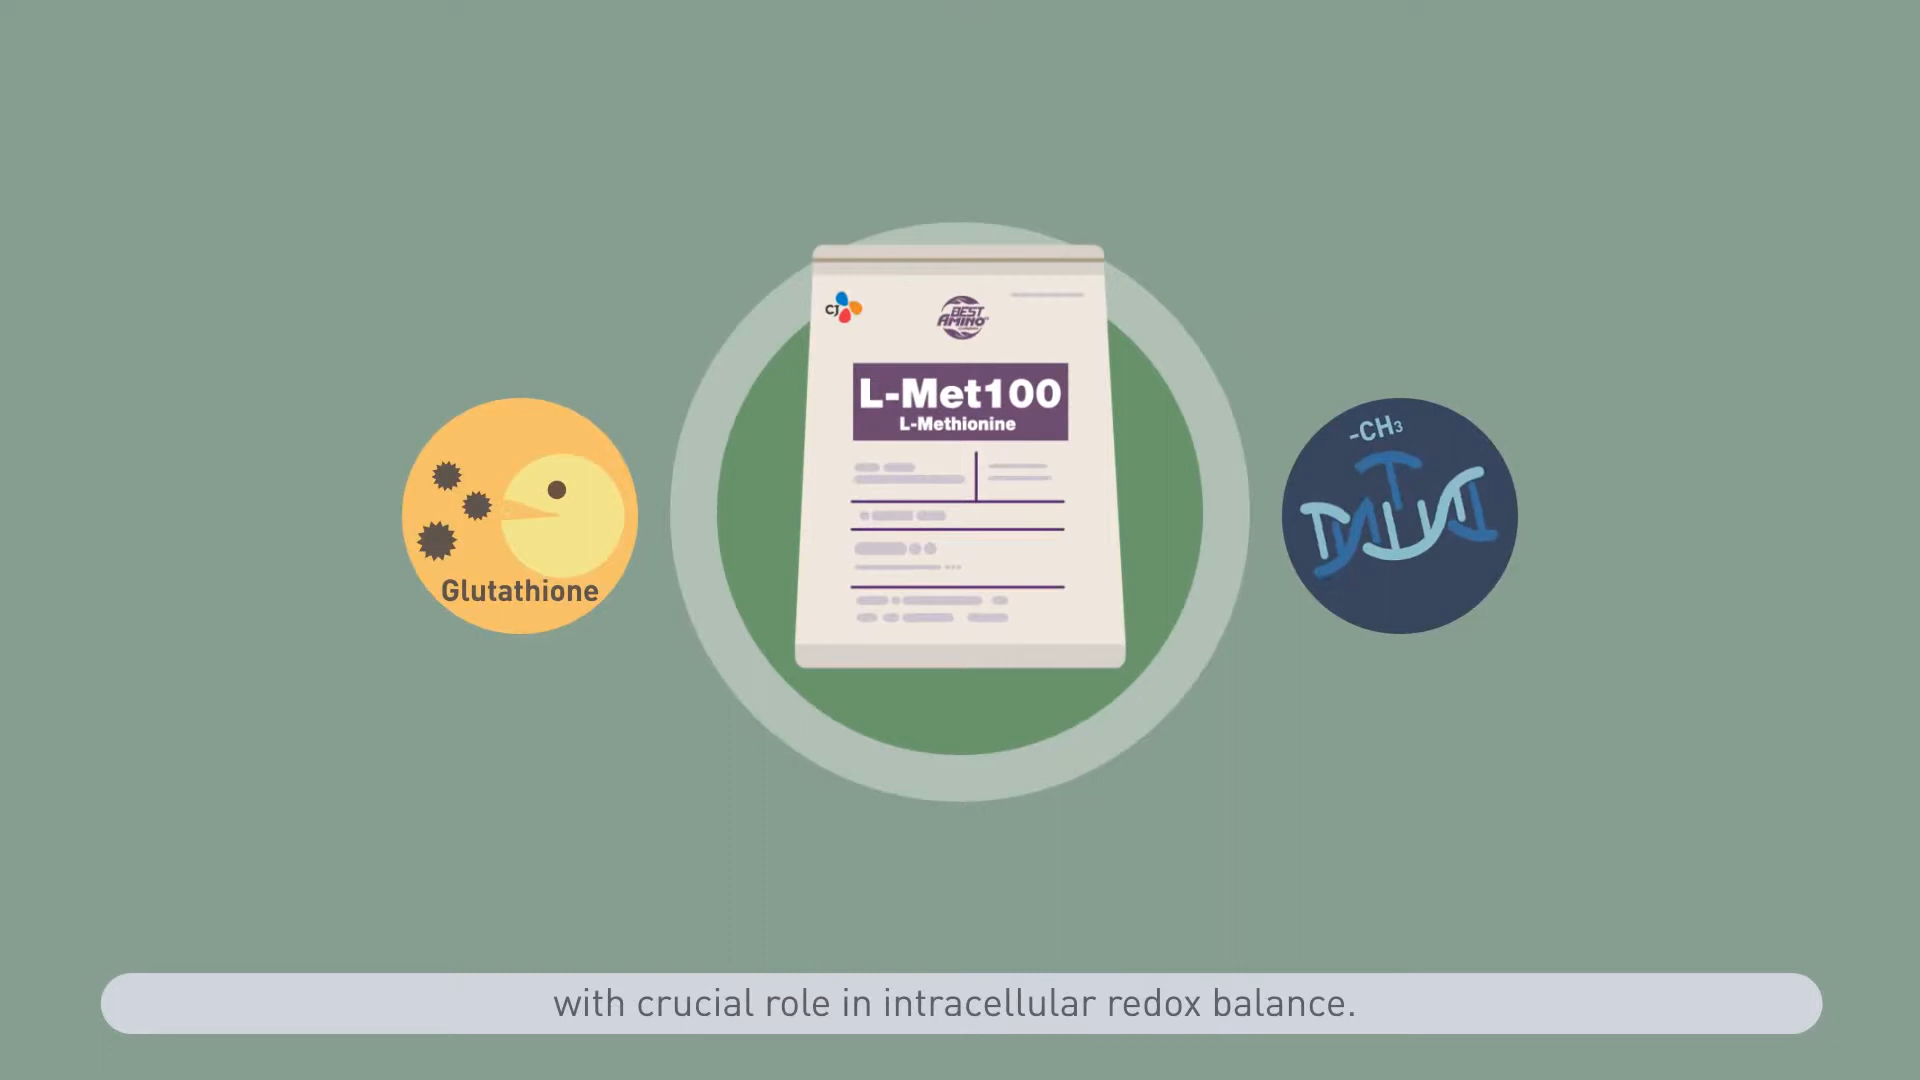 CJ
BEST
AMINO
L-Met100
L-Methionine
Glutathione
-CH₃
with crucial role in intracellular redox balance.